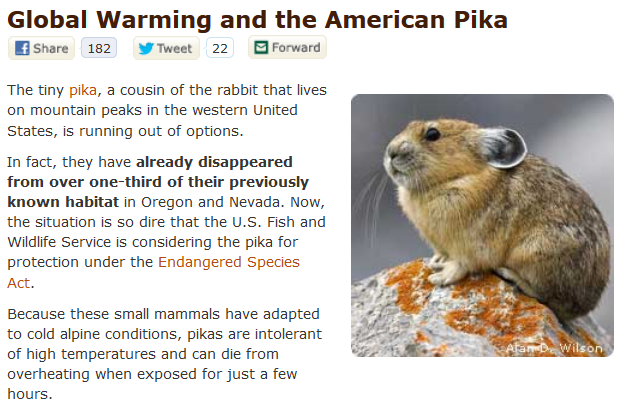 Global Warming and the American Pika
Share 182 Tweet 22 Forward
The tiny pika, a cousin of the rabbit that lives
on mountain peaks in the western United
States, is running out of options.
In fact, they have already disappeared
from over one-third of their previously
known habitat in Oregon and Nevada. Now,
the situation is so dire that the U.S. Fish and
Wildlife Service is considering the pika for
protection under the Endangered Species
Act.
Because these small mammals have adapted
to cold alpine conditions, pikas are intolerant
of high temperatures and can die from
overheating when exposed for just a few
hours.
Alan D. Wilson